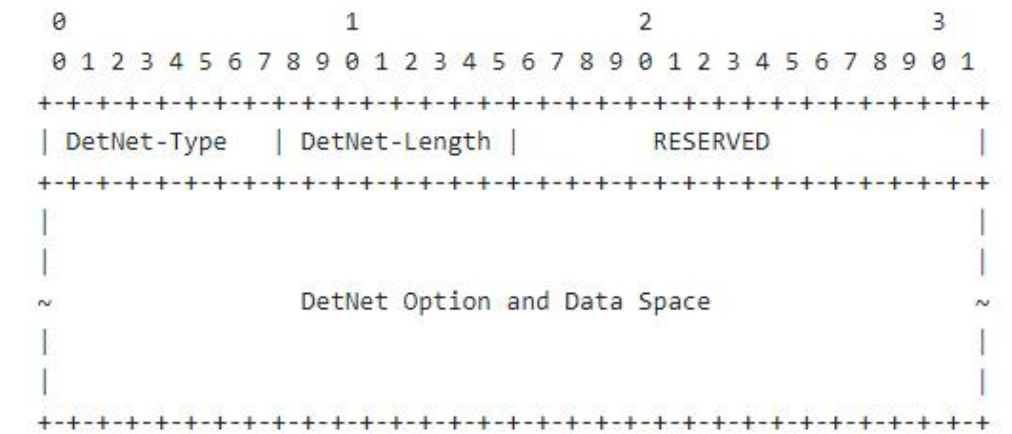 0                   1                   2                   3
 0 1 2 3 4 5 6 7 8 9 0 1 2 3 4 5 6 7 8 9 0 1 2 3 4 5 6 7 8 9 0 1
+-+-+-+-+-+-+-+-+-+-+-+-+-+-+-+-+-+-+-+-+-+-+-+-+-+-+-+-+-+-+-+-+
| DetNet-Type   | DetNet-Length |         RESERVED              |
+-+-+-+-+-+-+-+-+-+-+-+-+-+-+-+-+-+-+-+-+-+-+-+-+-+-+-+-+-+-+-+-+
|                                                               |
|                                                               |
~                 DetNet Option and Data Space                  ~
|                                                               |
|                                                               |
+-+-+-+-+-+-+-+-+-+-+-+-+-+-+-+-+-+-+-+-+-+-+-+-+-+-+-+-+-+-+-+-+